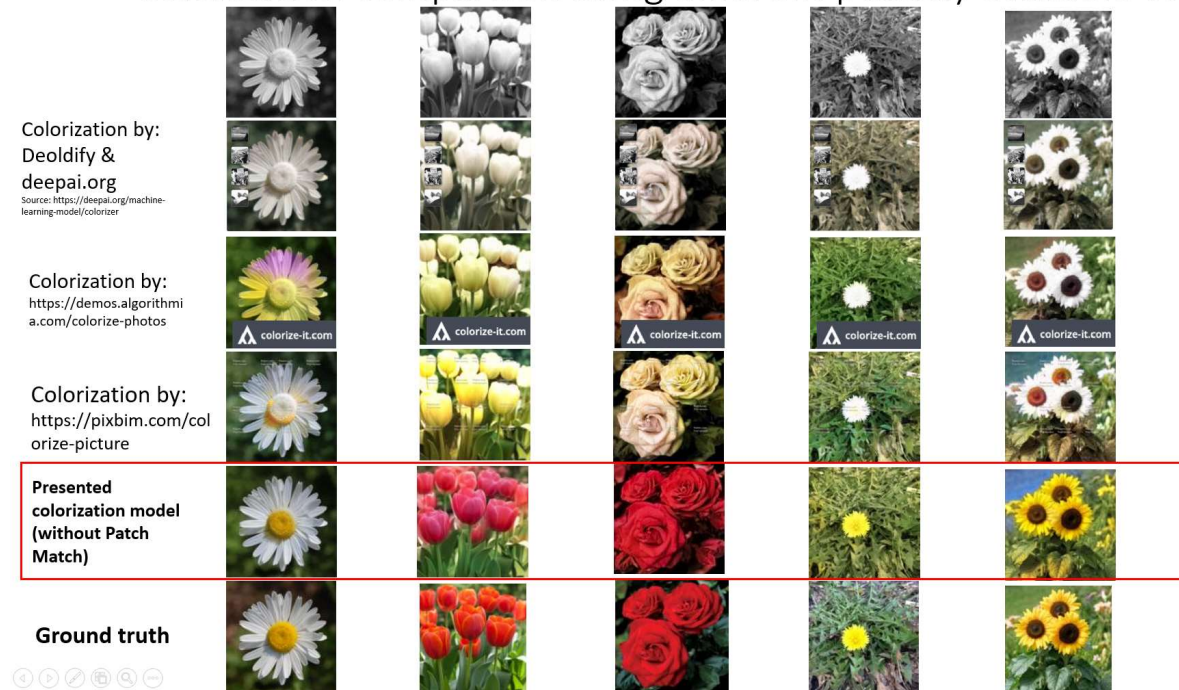 Colorization by:
Deoldify &
deepai.org
Source: https://deepai.org/machine-
learning-model/colorizer
Colorization by:
https://demos.algorithmi
a.com/colorize-photos
colorize-it.com
colorize-it.com
colorize-it.com
colorize-it.com
colorize-it.com
Colorization by:
https://pixbim.com/col
orize-picture
Presented
colorization model
(without Patch
Match)
Ground truth